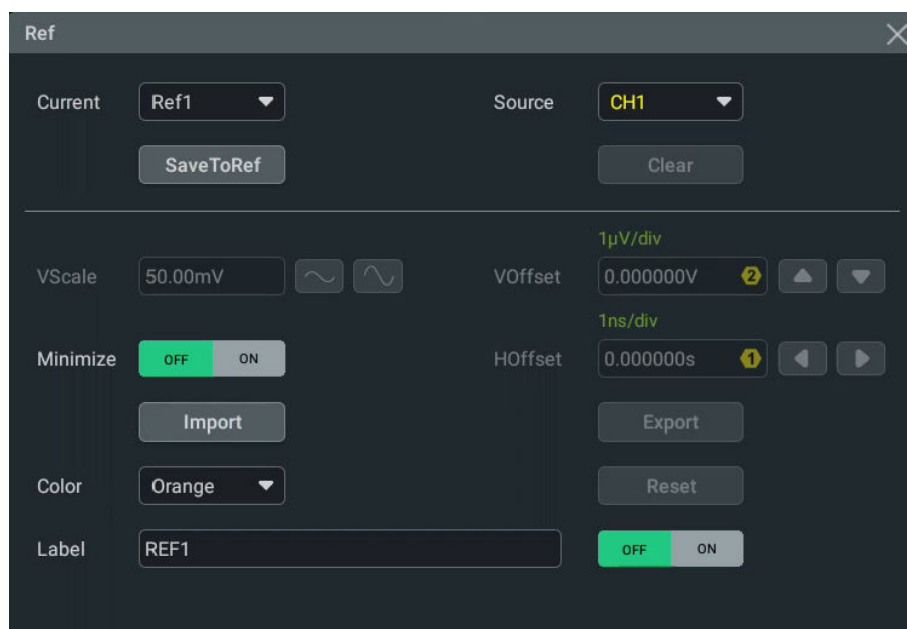 Ref
Current Ref1 Source CH1
SaveToRef Clear
1μV/div
VScale 50.00mV VOffset 0.000000V 2
1ns/div
Minimize OFF ON HOffset 0.000000s 1
Import Export
Color Orange Reset
Label REF1 OFF ON